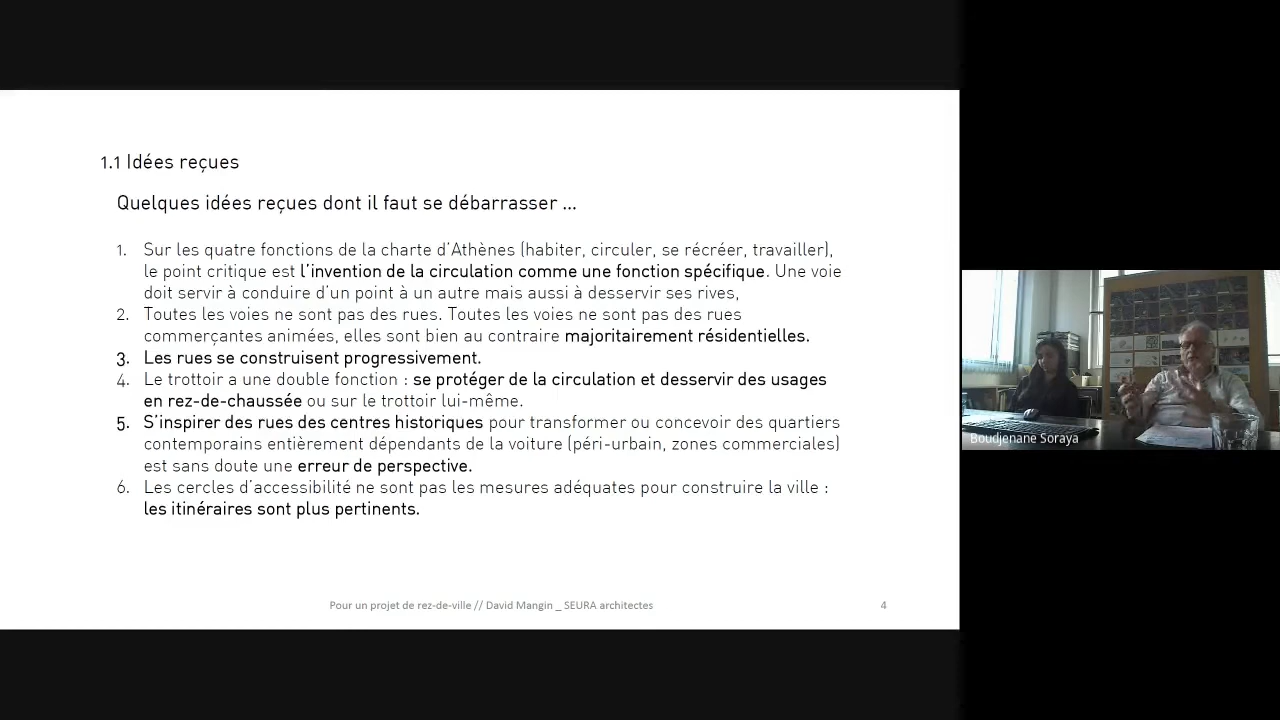 1.1 Idées reçues
Quelques idées reçues dont il faut se débarrasser ...
1. Sur les quatre fonctions de la charte d'Athènes (habiter, circuler, se récréer, travailler),
le point critique est l'invention de la circulation comme une fonction spécifique. Une voie
doit servir à conduire d'un point à un autre mais aussi à desservir ses rives,
2. Toutes les voies ne sont pas des rues. Toutes les voies ne sont pas des rues
commerçantes animées, elles sont bien au contraire majoritairement résidentielles.
3. Les rues se construisent progressivement.
4. Le trottoir a une double fonction : se protéger de la circulation et desservir des usages
en rez-de-chaussée ou sur le trottoir lui-même.
5. S'inspirer des rues des centres historiques pour transformer ou concevoir des quartiers
contemporains entièrement dépendants de la voiture (péri-urbain, zones commerciales)
est sans doute une erreur de perspective.
6. Les cercles d'accessibilité ne sont pas les mesures adéquates pour construire la ville :
les itinéraires sont plus pertinents.
Pour un projet de rez-de-ville // David Mangin _ SEURA architectes
4
Boudjenane Soraya